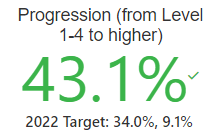 Progression (from Level
1-4 to higher)
43.1%✓
2022 Target: 34.0%, 9.1%